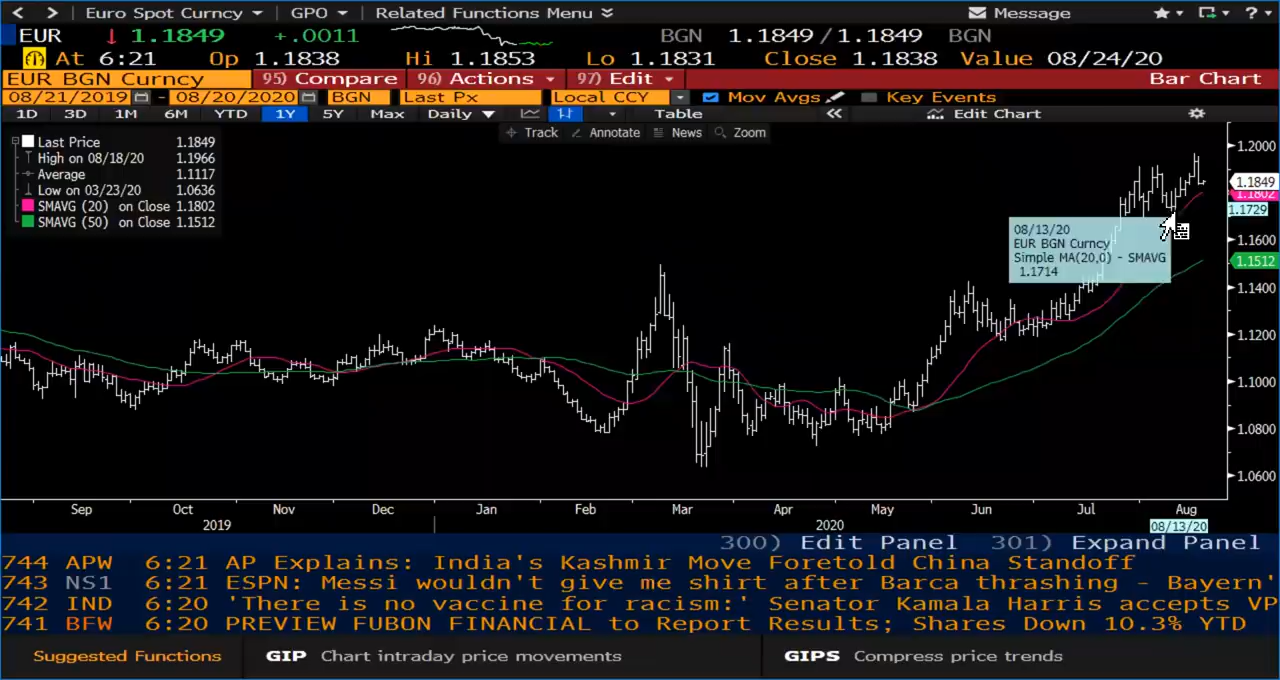 < > Euro Spot Curncy GPO Related Functions Menu Message ?
EUR ↓ 1.1849 +.0011 BGN 1.1849 / 1.1849 BGN
At 6:21 Op 1.1838 Hi 1.1853 Lo 1.1831 Close 1.1838 Value 08/24/20
EUR BGN Curncy 95) Compare 96) Actions 97) Edit Bar Chart
08/21/2019 - 08/20/2020 BGN Last Px Local CCY Mov Avgs Key Events
1D 3D 1M 6M YTD 1Y 5Y Max Daily ▼ Table « Edit Chart
Track Annotate News Zoom
Last Price 1.1849
High on 08/18/20 1.1966
Average 1.1117
Low on 03/23/20 1.0636
SMAVG (20) on Close 1.1802
SMAVG (50) on Close 1.1512
1.2000
1.1849
1.1802
1.1729
1.1600
1.1512
1.1400
1.1200
1.1000
1.0800
1.0600
08/13/20
EUR BGN Curncy
Simple MA(20,0) - SMAVG
1.1714
Sep Oct Nov Dec Jan Feb Mar Apr May Jun Jul Aug
2019 2020 08/13/20
300) Edit Panel 301) Expand Panel
744 APW 6:21 AP Explains: India's Kashmir Move Foretold China Standoff
743 NS1 6:21 ESPN: Messi wouldn't give me shirt after Barca thrashing - Bayern'
742 IND 6:20 'There is no vaccine for racism:' Senator Kamala Harris accepts VP
741 BFW 6:20 PREVIEW FUBON FINANCIAL to Report Results; Shares Down 10.3% YTD
Suggested Functions GIP Chart intraday price movements GIPS Compress price trends